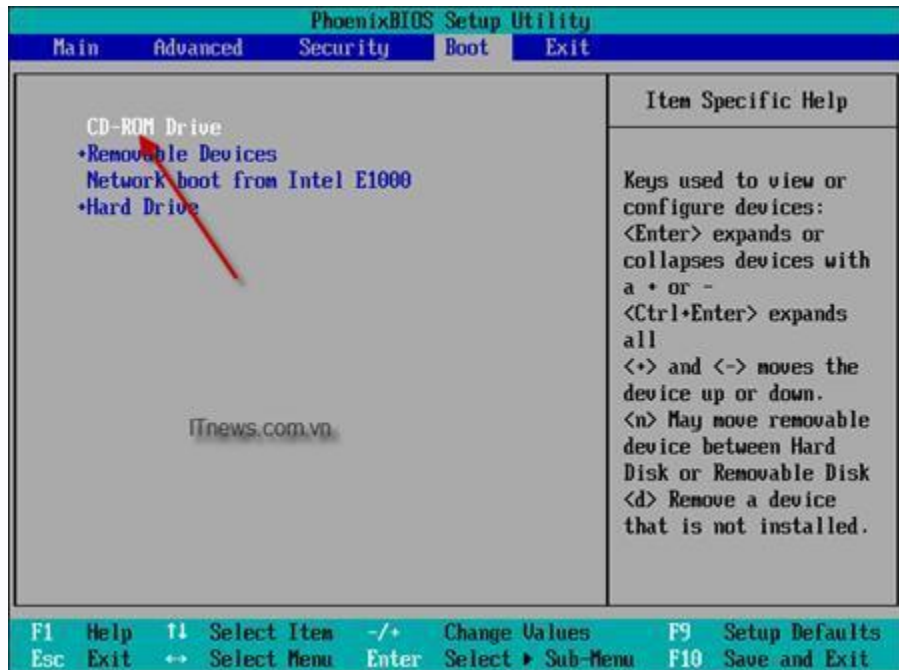 PhoenixBIOS Setup Utility
Main Advanced Security Boot Exit
CD-ROM Drive
+Removable Devices
Network boot from Intel E1000
+Hard Drive
ITnews.com.vn
Item Specific Help
Keys used to view or
configure devices:
<Enter> expands or
collapses devices with
a + or -
<Ctrl+Enter> expands
all
<+> and <-> moves the
device up or down.
<n> May move removable
device between Hard
Disk or Removable Disk
<d> Remove a device
that is not installed.
F1 Help ↑↓ Select Item -/+ Change Values F9 Setup Defaults
Esc Exit ↔ Select Menu Enter Select ▶ Sub-Menu F10 Save and Exit